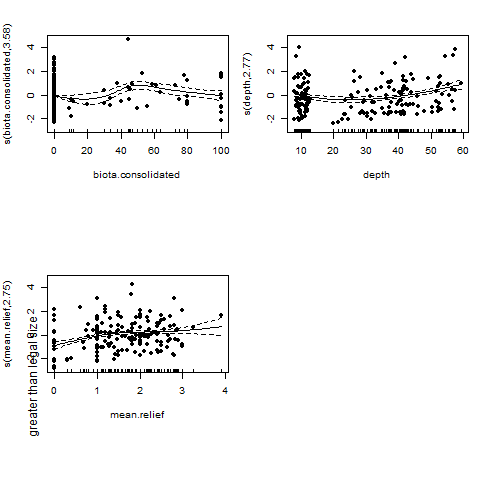 s(biota.consolidated,3.58)
4
2
0
-2
0 20 40 60 80 100
biota.consolidated
s(depth,2.77)
4
2
0
-2
10 20 30 40 50 60
depth
s(mean.relief,2.75)
greater than legal size
4
2
0
-2
0 1 2 3 4
mean.relief